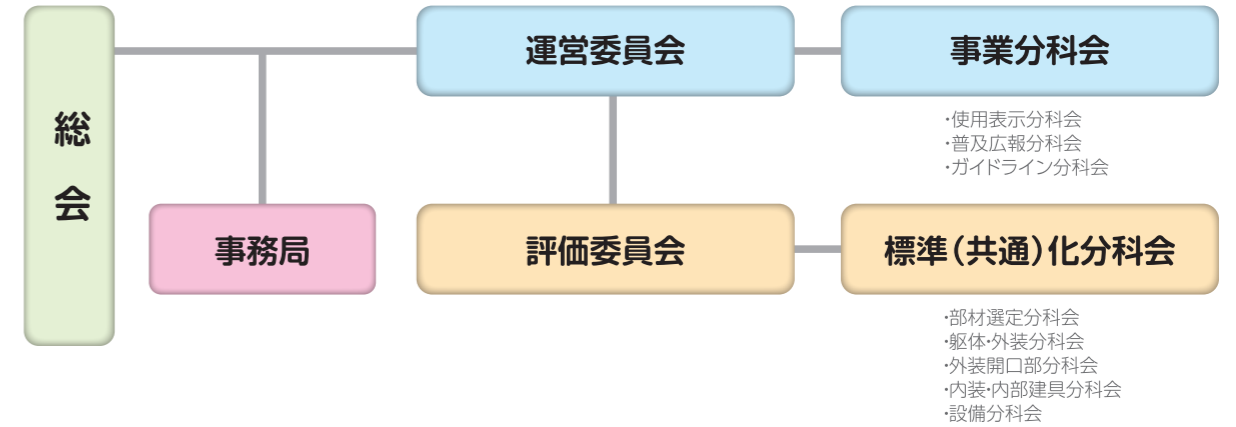 総会
運営委員会
事業分科会
・使用表示分科会
・普及広報分科会
・ガイドライン分科会
事務局
評価委員会
標準（共通）化分科会
・部材選定分科会
・躯体・外装分科会
・外装開口部分科会
・内装・内部建具分科会
・設備分科会